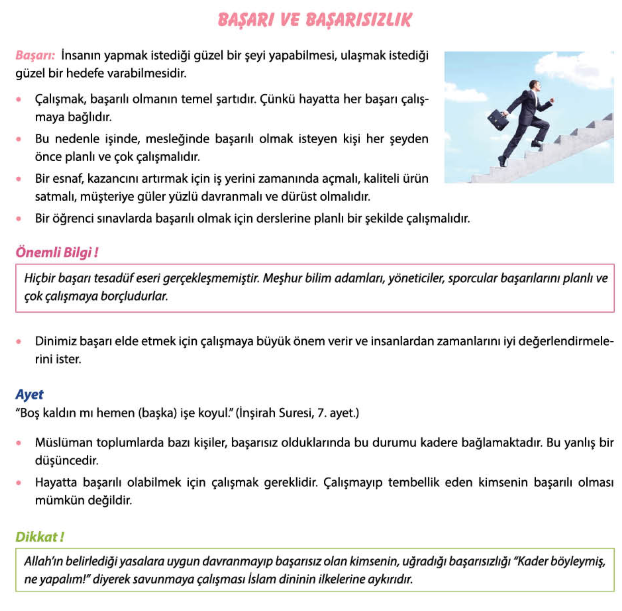 BAŞARI VE BAŞARISIZLIK
Başarı: İnsanın yapmak istediği güzel bir şeyi yapabilmesi, ulaşmak istediği
güzel bir hedefe varabilmesidir.
• Çalışmak, başarılı olmanın temel şartıdır. Çünkü hayatta her başarı çalış-
maya bağlıdır.
• Bu nedenle işinde, mesleğinde başarılı olmak isteyen kişi her şeyden
önce planlı ve çok çalışmalıdır.
• Bir esnaf, kazancını artırmak için iş yerini zamanında açmalı, kaliteli ürün
satmalı, müşteriye güler yüzlü davranmalı ve dürüst olmalıdır.
• Bir öğrenci sınavlarda başarılı olmak için derslerine planlı bir şekilde çalışmalıdır.
Önemli Bilgi !
Hiçbir başarı tesadüf eseri gerçekleşmemiştir. Meşhur bilim adamları, yöneticiler, sporcular başarılarını planlı ve
çok çalışmaya borçludurlar.
• Dinimiz başarı elde etmek için çalışmaya büyük önem verir ve insanlardan zamanlarını iyi değerlendirmele-
rini ister.
Ayet
“Boş kaldın mı hemen (başka) işe koyul.” (İnşirah Suresi, 7. ayet.)
• Müslüman toplumlarda bazı kişiler, başarısız olduklarında bu durumu kadere bağlamaktadır. Bu yanlış bir
düşüncedir.
• Hayatta başarılı olabilmek için çalışmak gereklidir. Çalışmayıp tembellik eden kimsenin başarılı olması
mümkün değildir.
Dikkat !
Allah’ın belirlediği yasalara uygun davranmayıp başarısız olan kimsenin, uğradığı başarısızlığı “Kader böyleymiş,
ne yapalım!” diyerek savunmaya çalışması İslam dininin ilkelerine aykırıdır.